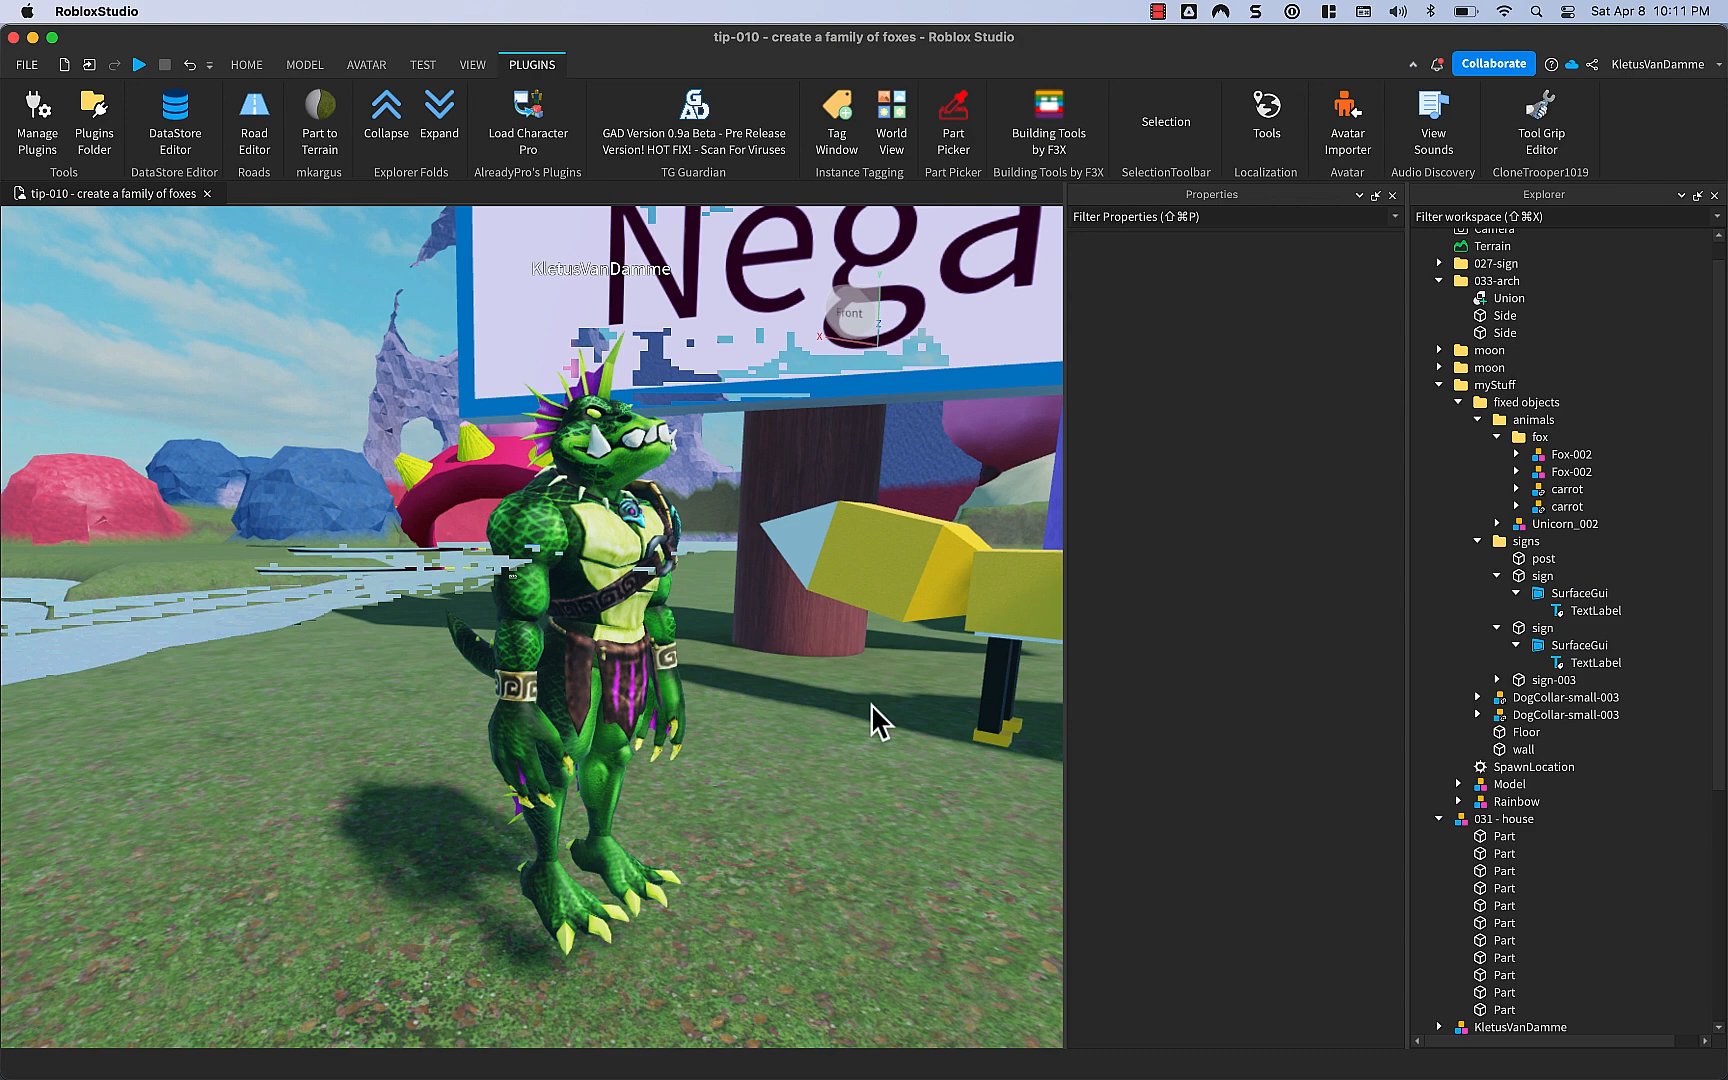 RobloxStudio
Sat Apr 8 10:11 PM
tip-010 - create a family of foxes - Roblox Studio
FILE HOME MODEL AVATAR TEST VIEW PLUGINS Collaborate KletusVanDamme
Manage Plugins
Plugins Folder
DataStore Editor
Road Editor
Part to Terrain
Collapse
Expand
Load Character Pro
GAD Version 0.9a Beta - Pre Release Version! HOT FIX! - Scan For Viruses
Tag Window
World View
Part Picker
Building Tools by F3X
Selection
Tools
Avatar Importer
View Sounds
Tool Grip Editor
Tools DataStore Editor Roads mkargus Explorer Folds AlreadyPro's Plugins TG Guardian Instance Tagging Part Picker Building Tools by F3X SelectionToolbar Localization Avatar Audio Discovery CloneTrooper1019
tip-010 - create a family of foxes
Properties
Filter Properties (⇧⌘P)
Explorer
Filter workspace (⇧⌘X)
Nega
KletusVanDamme
Front
Y
X
Z
Camera
Terrain
027-sign
033-arch
Union
Side
Side
moon
moon
myStuff
fixed objects
animals
fox
Fox-002
Fox-002
carrot
carrot
Unicorn_002
signs
post
sign
SurfaceGui
TextLabel
sign
SurfaceGui
TextLabel
sign-003
DogCollar-small-003
DogCollar-small-003
Floor
wall
SpawnLocation
Model
Rainbow
031 - house
Part
Part
Part
Part
Part
Part
Part
Part
Part
Part
Part
KletusVanDamme